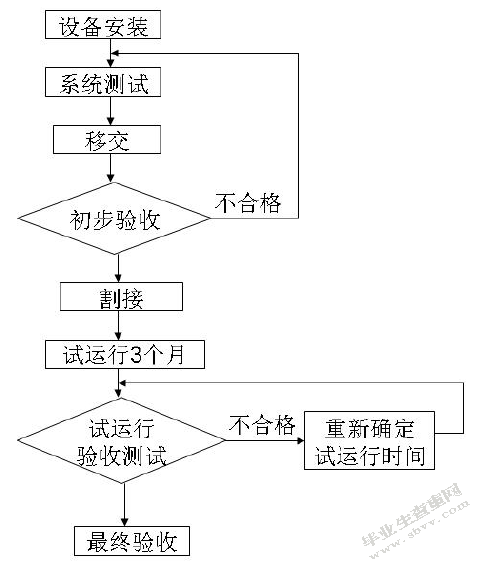 设备安装
系统测试
移交
初步验收
不合格
割接
试运行3个月
试运行
验收测试
不合格
重新确定
试运行时间
最终验收
毕业生查重网
www.shvv.com